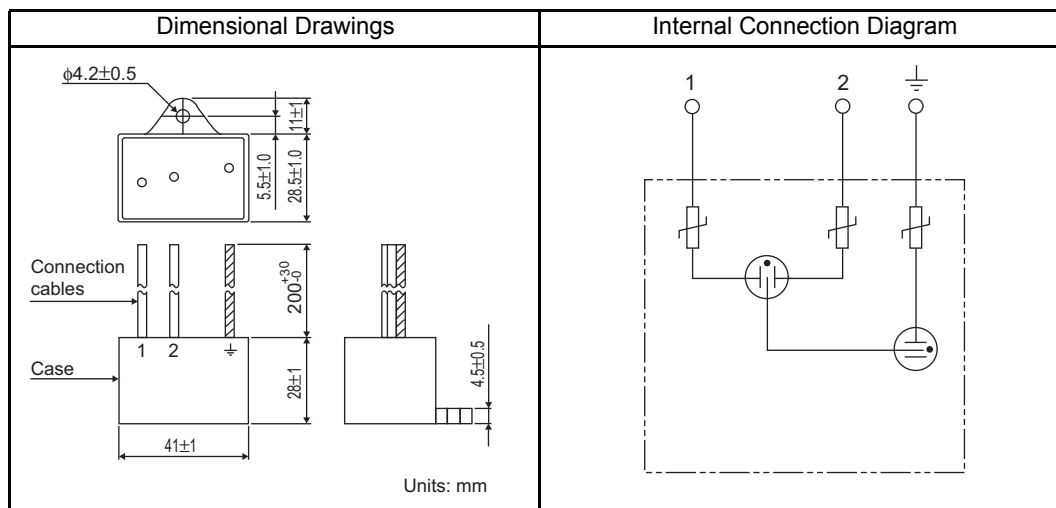 Dimensional Drawings
Internal Connection Diagram
ϕ4.2±0.5
11±1
5.5±1.0
28.5±1.0
Connection
cables
200 +30 -0
1 2
Case
28±1
4.5±0.5
41±1
Units: mm
1 2